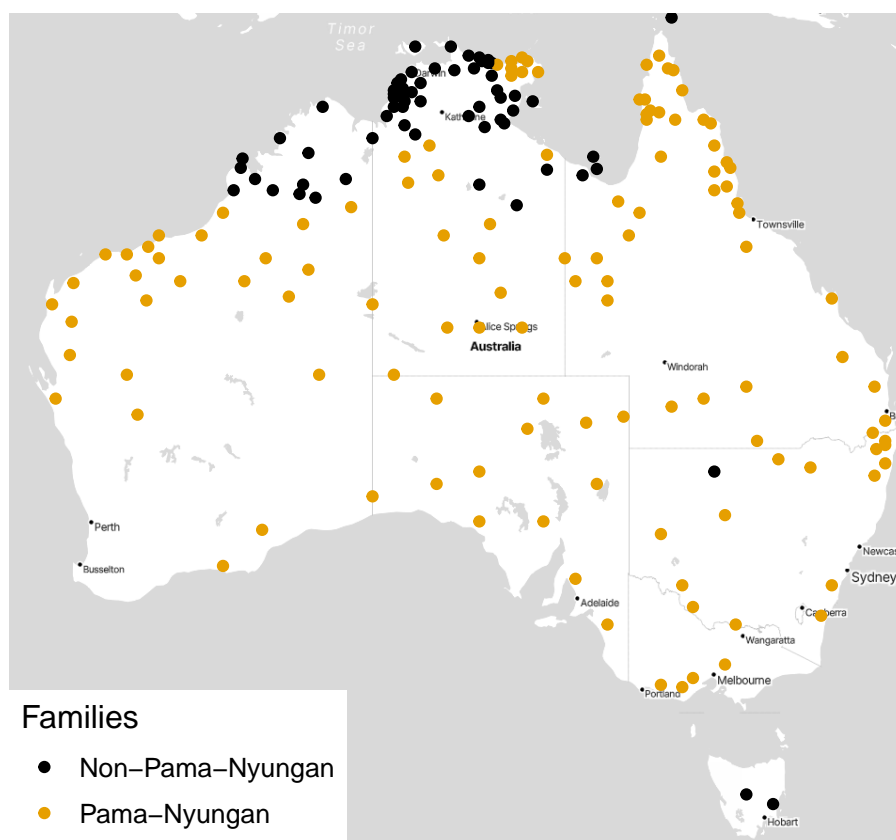 Timor
Sea
Darwin
Katherine
Townsville
Alice Springs
Australia
Windorah
B
Perth
Busselton
Newcas
Sydney
Adelaide
Canberra
Wangaratta
Melbourne
Portland
Families
Non−Pama−Nyungan
Pama−Nyungan
Hobart